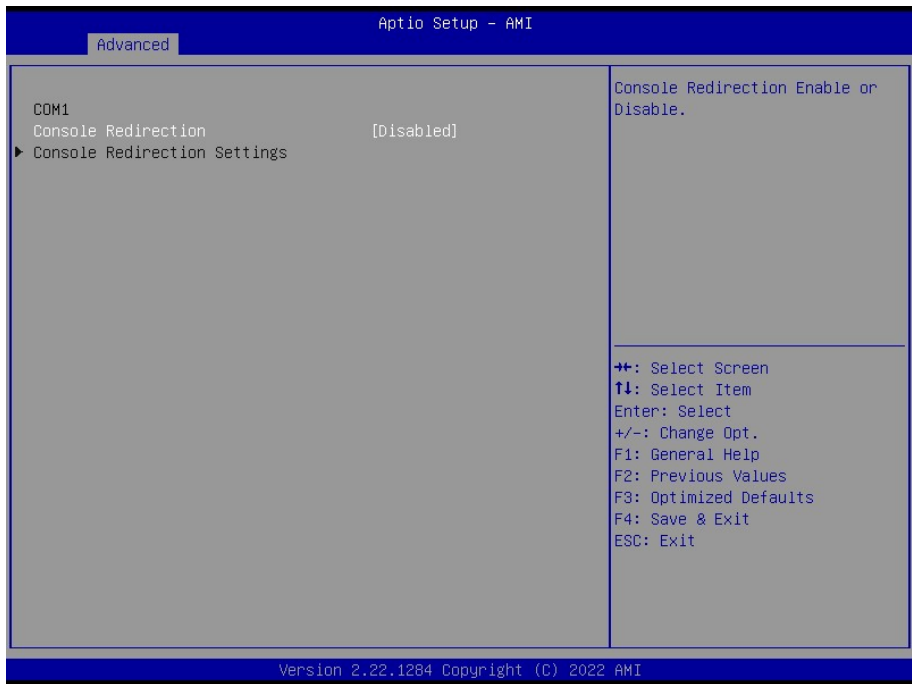 Aptio Setup - AMI
Advanced
COM1
Console Redirection [Disabled]
▶ Console Redirection Settings
Console Redirection Enable or
Disable.
→←: Select Screen
↑↓: Select Item
Enter: Select
+/-: Change Opt.
F1: General Help
F2: Previous Values
F3: Optimized Defaults
F4: Save & Exit
ESC: Exit
Version 2.22.1284 Copyright (C) 2022 AMI